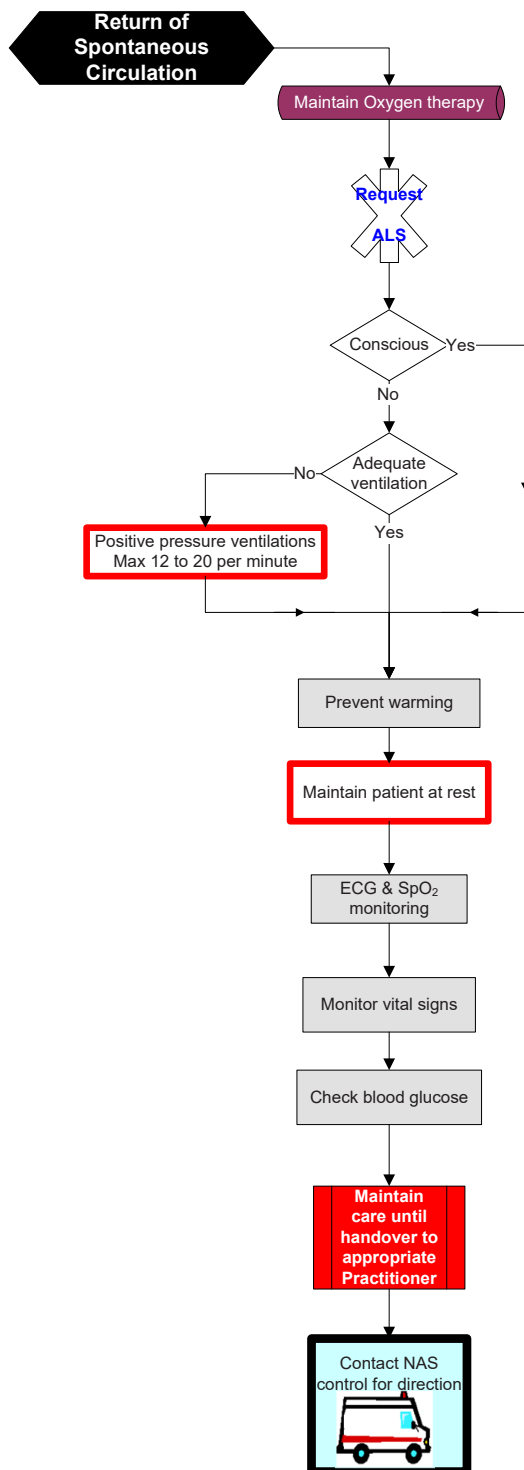 Return of
Spontaneous
Circulation
Maintain Oxygen therapy
Request
ALS
Conscious
Yes
No
Adequate
ventilation
No
Yes
Positive pressure ventilations
Max 12 to 20 per minute
Prevent warming
Maintain patient at rest
ECG & SpO₂
monitoring
Monitor vital signs
Check blood glucose
Maintain
care until
handover to
appropriate
Practitioner
Contact NAS
control for direction